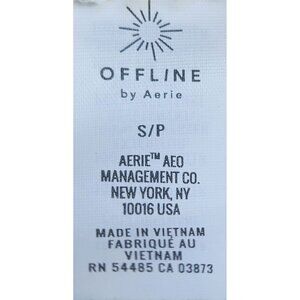 OFFLINE
by Aerie
S/P
AERIE™ AEO
MANAGEMENT CO.
NEW YORK, NY
10016 USA
MADE IN VIETNAM
FABRIQUÉ AU
VIETNAM
RN 54485 CA 03873